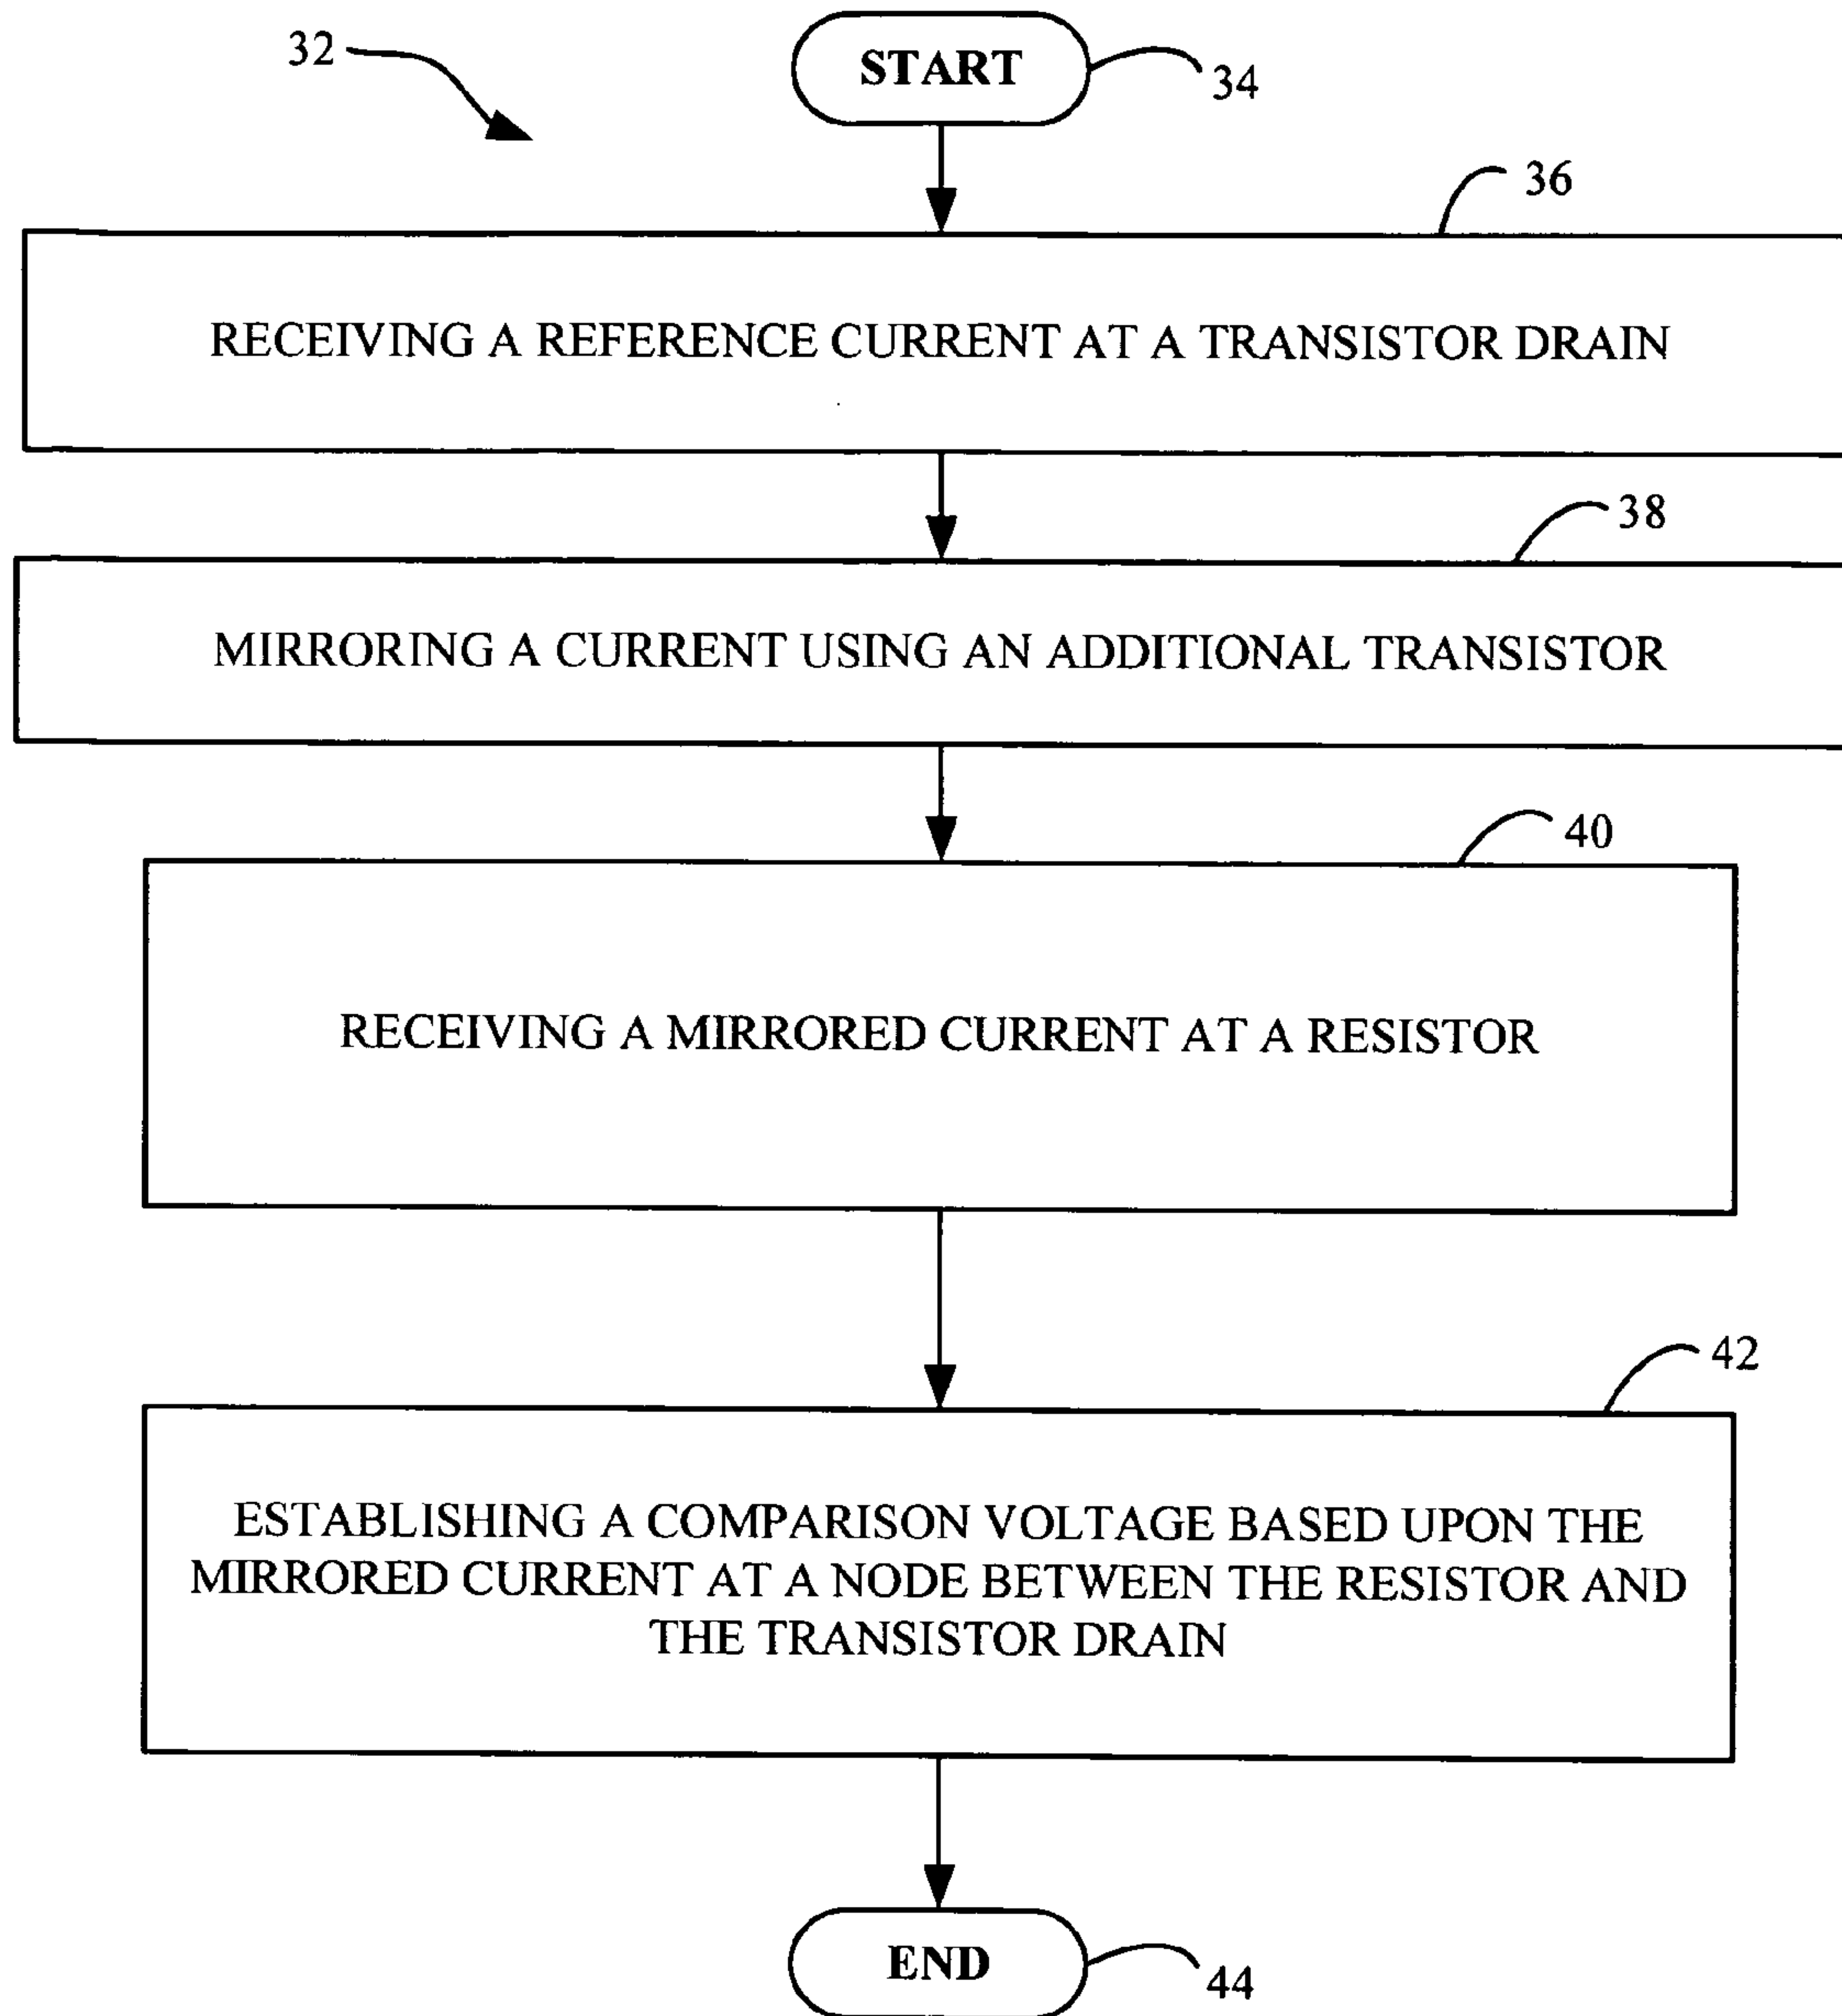 32
START
34
36
RECEIVING A REFERENCE CURRENT AT A TRANSISTOR DRAIN
38
MIRRORING A CURRENT USING AN ADDITIONAL TRANSISTOR
40
RECEIVING A MIRRORED CURRENT AT A RESISTOR
42
ESTABLISHING A COMPARISON VOLTAGE BASED UPON THE
MIRRORED CURRENT AT A NODE BETWEEN THE RESISTOR AND
THE TRANSISTOR DRAIN
END
44